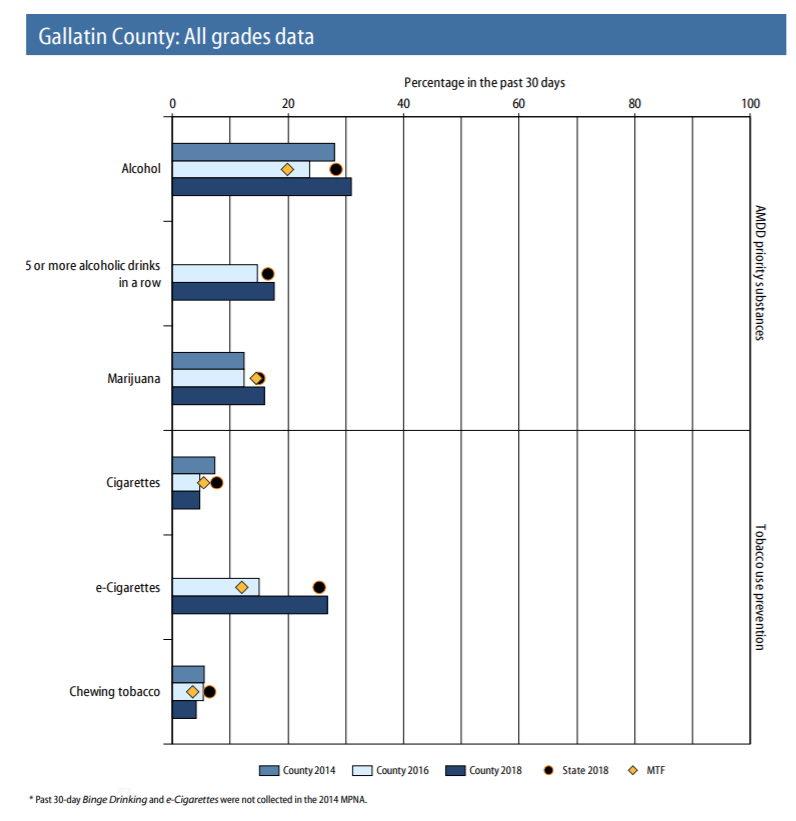 Gallatin County: All grades data
Percentage in the past 30 days
0 20 40 60 80 100
Alcohol
5 or more alcoholic drinks
in a row
Marijuana
AMDD priority substances
Cigarettes
e-Cigarettes
Chewing tobacco
Tobacco use prevention
County 2014 County 2016 County 2018 State 2018 MTF
* Past 30-day Binge Drinking and e-Cigarettes were not collected in the 2014 MPNA.